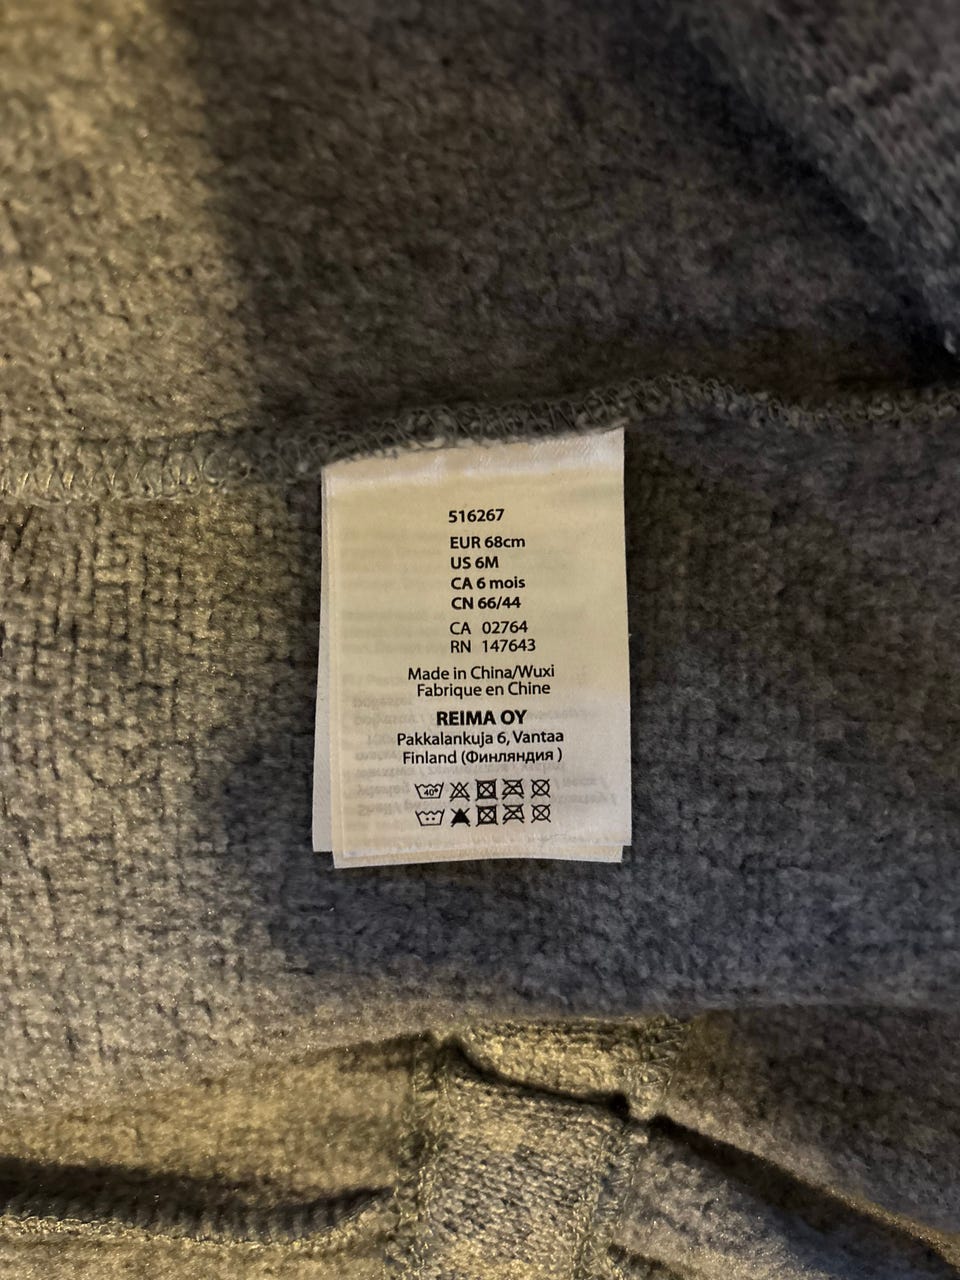 516267
EUR 68cm
US 6M
CA 6 mois
CN 66/44
CA 02764
RN 147643
Made in China/Wuxi
Fabrique en Chine
REIMA OY
Pakkalankuja 6, Vantaa
Finland (Финляндия )
40°